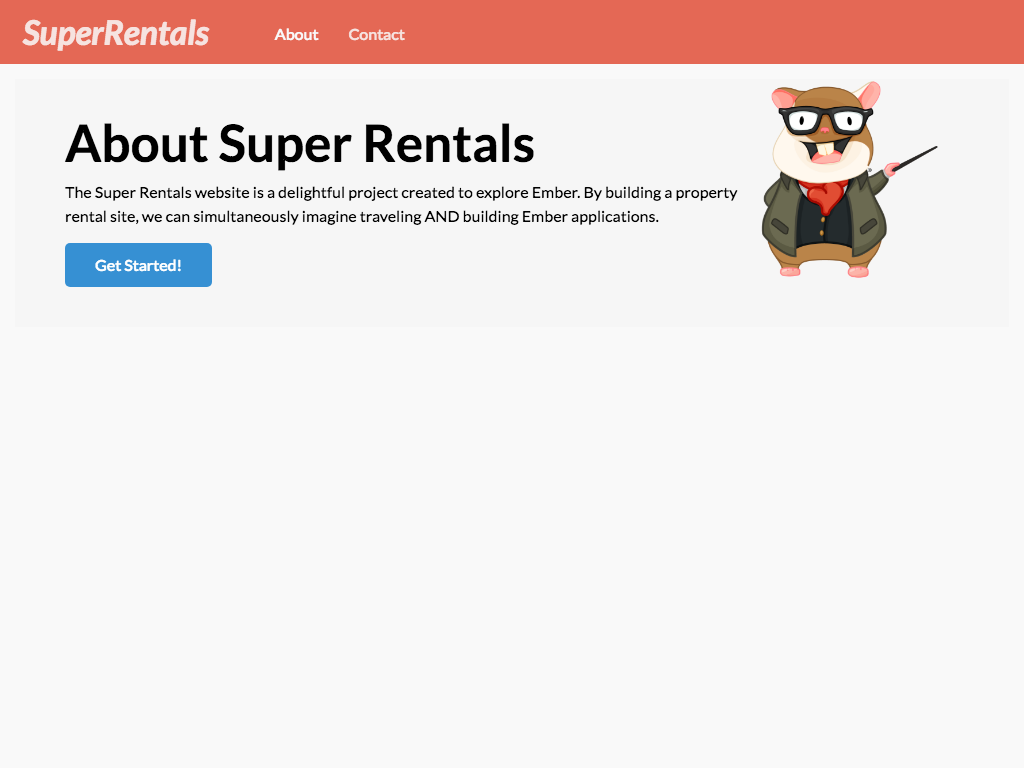 SuperRentals About Contact
About Super Rentals
The Super Rentals website is a delightful project created to explore Ember. By building a property
rental site, we can simultaneously imagine traveling AND building Ember applications.
Get Started!